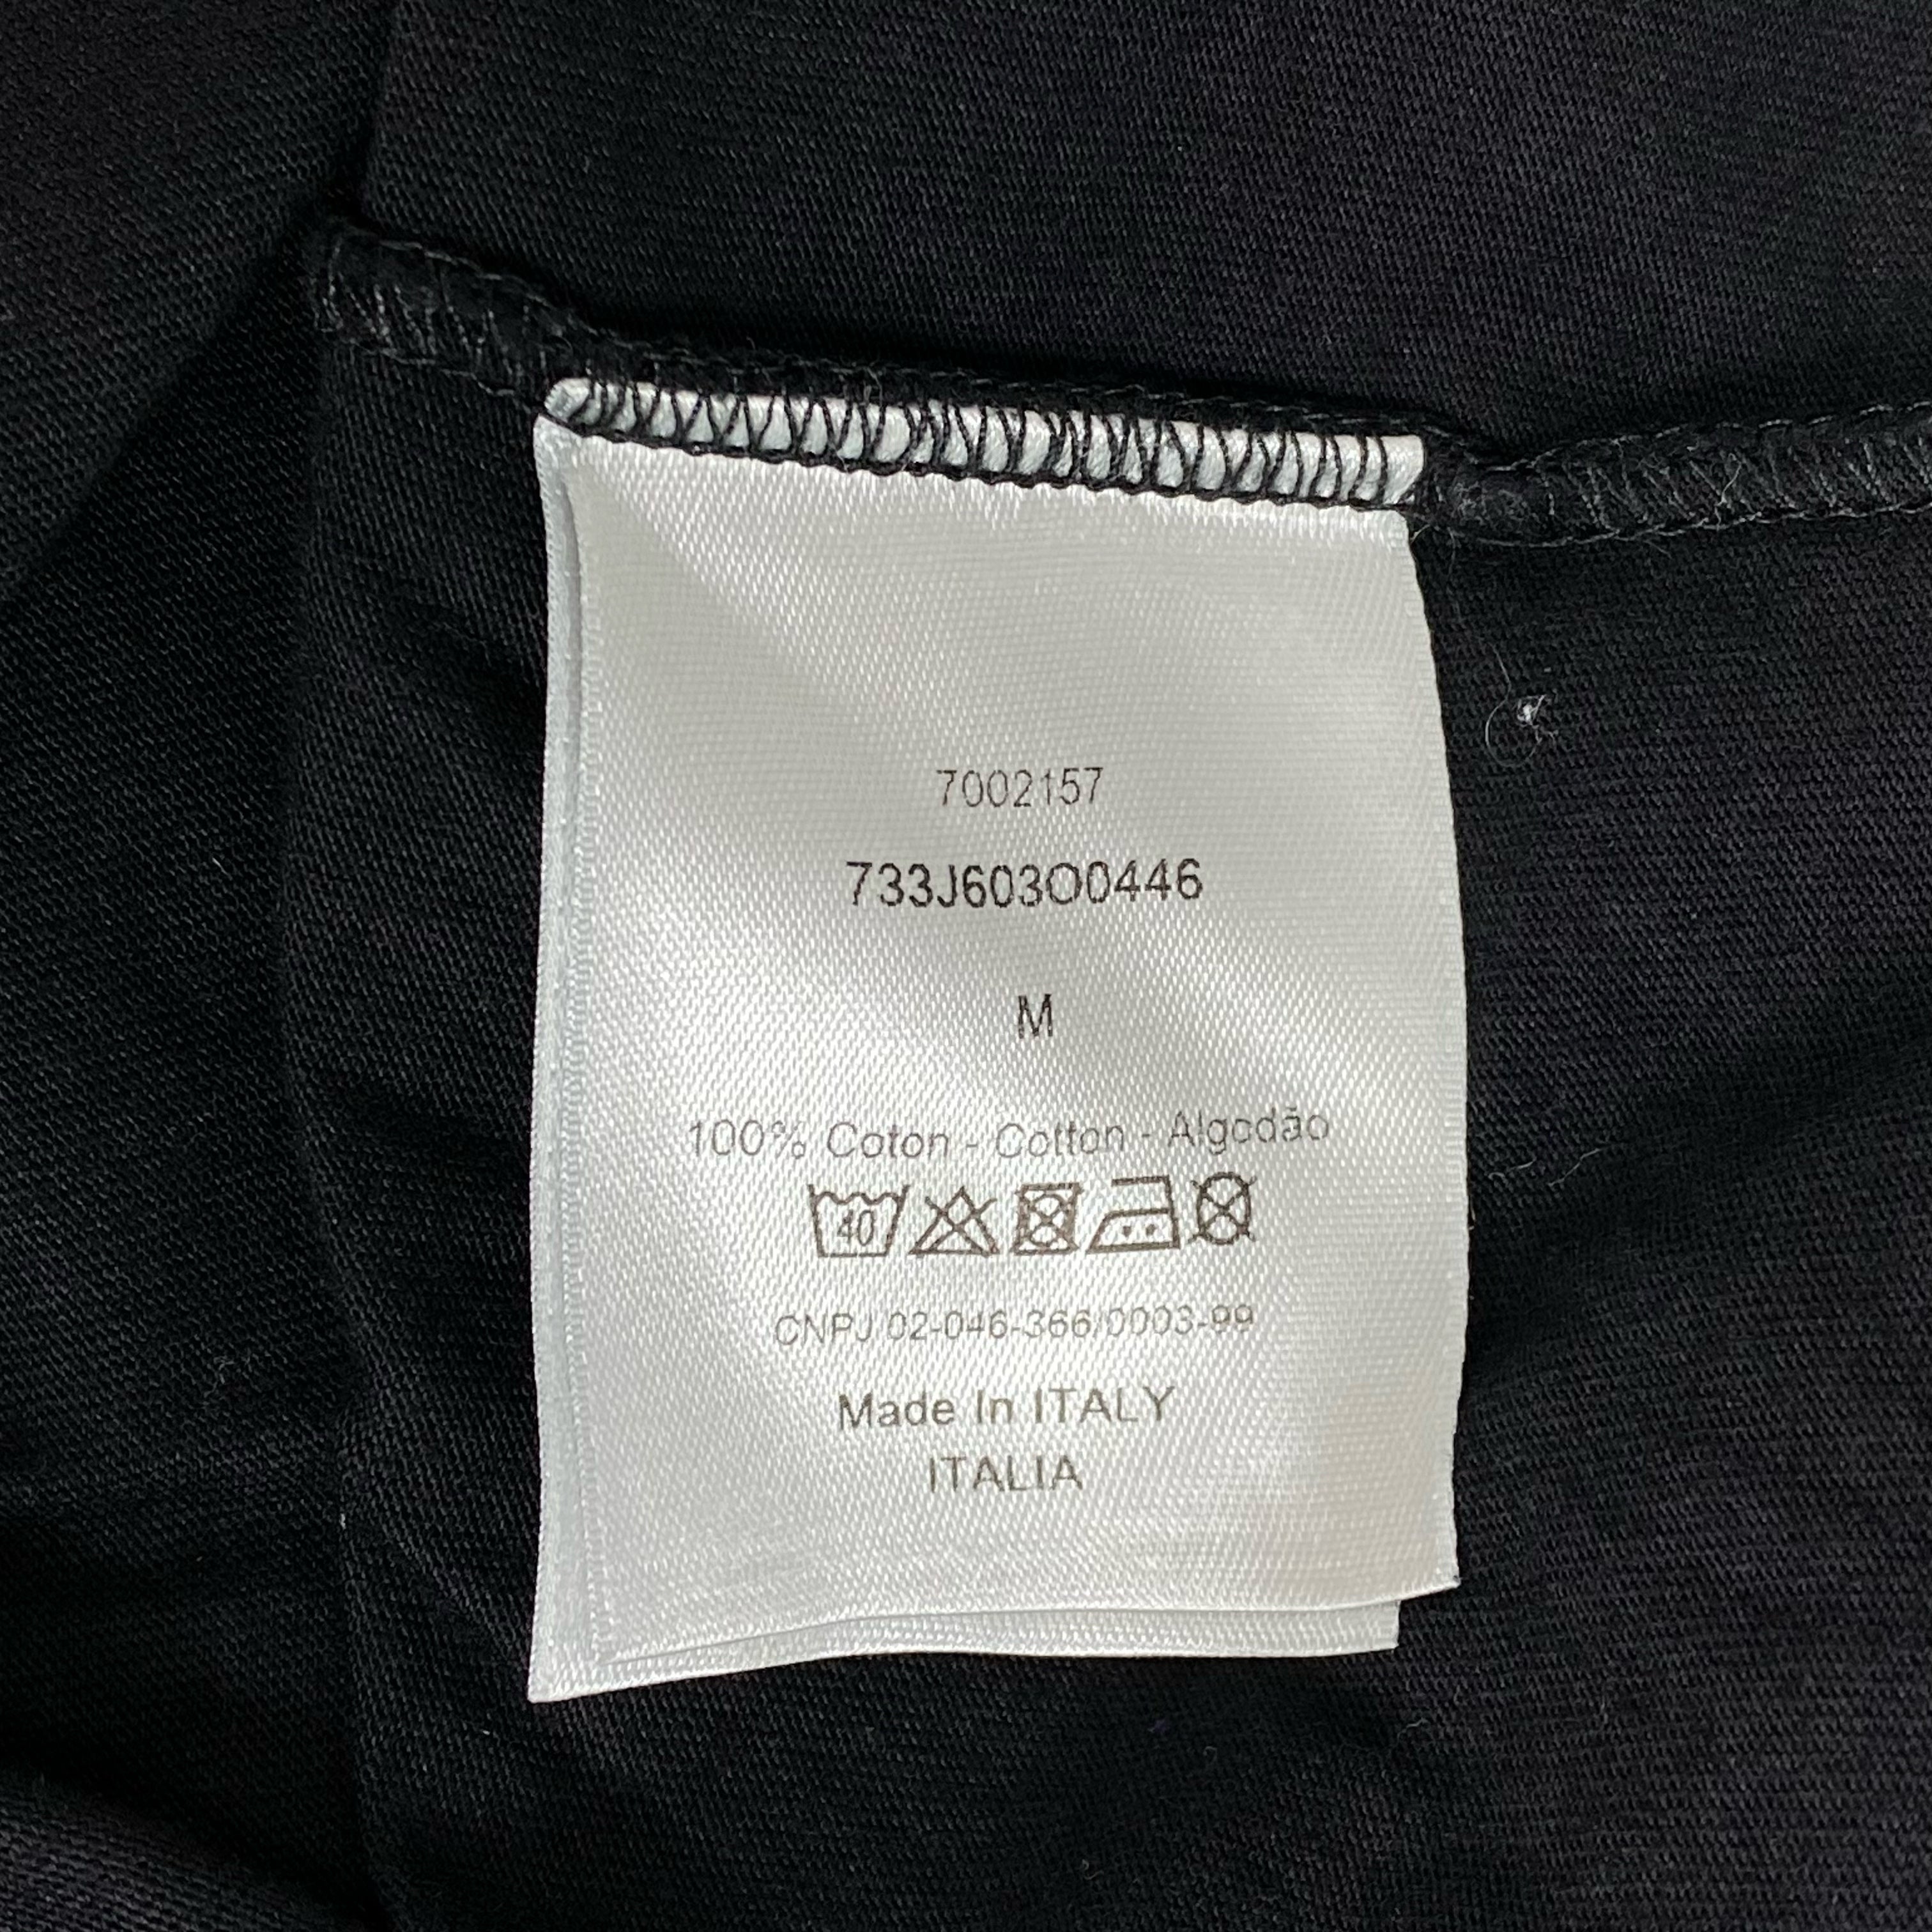 7002157
733J603O0446
M
100% Coton - Cotton - Algodão
40
CNPJ 02-046-366/0003-99
Made In ITALY
ITALIA